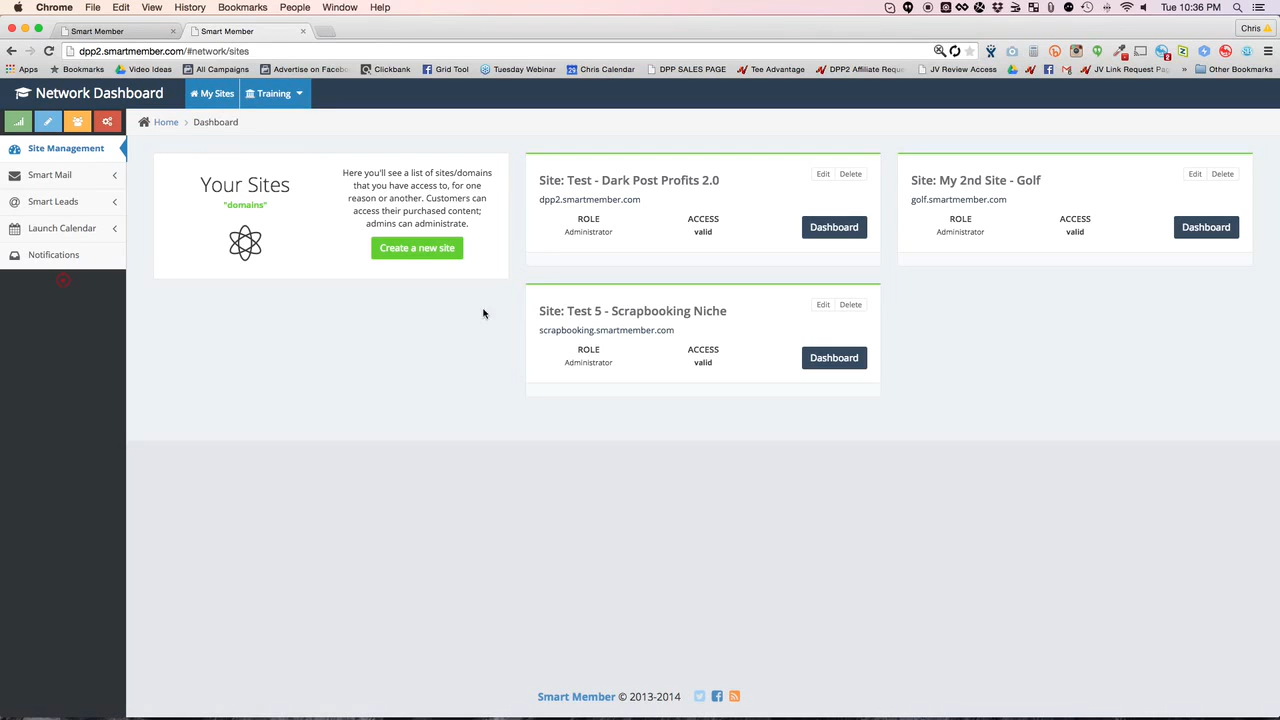 Chrome File Edit View History Bookmarks People Window Help Tue 10:36 PM
Smart Member Smart Member Chris
dpp2.smartmember.com/#network/sites
Apps Bookmarks Video Ideas All Campaigns Advertise on Facebo Clickbank Grid Tool Tuesday Webinar Chris Calendar DPP SALES PAGE Tee Advantage DPP2 Affiliate Reque JV Review Access JV Link Request Page » Other Bookmarks
Network Dashboard My Sites Training
Home > Dashboard
Site Management
Smart Mail
Smart Leads
Launch Calendar
Notifications
Your Sites
"domains"
Here you'll see a list of sites/domains
that you have access to, for one
reason or another. Customers can
access their purchased content;
admins can administrate.
Create a new site
Site: Test - Dark Post Profits 2.0 Edit Delete
dpp2.smartmember.com
ROLE ACCESS
Administrator valid
Dashboard
Site: My 2nd Site - Golf Edit Delete
golf.smartmember.com
ROLE ACCESS
Administrator valid
Dashboard
Site: Test 5 - Scrapbooking Niche Edit Delete
scrapbooking.smartmember.com
ROLE ACCESS
Administrator valid
Dashboard
Smart Member © 2013-2014